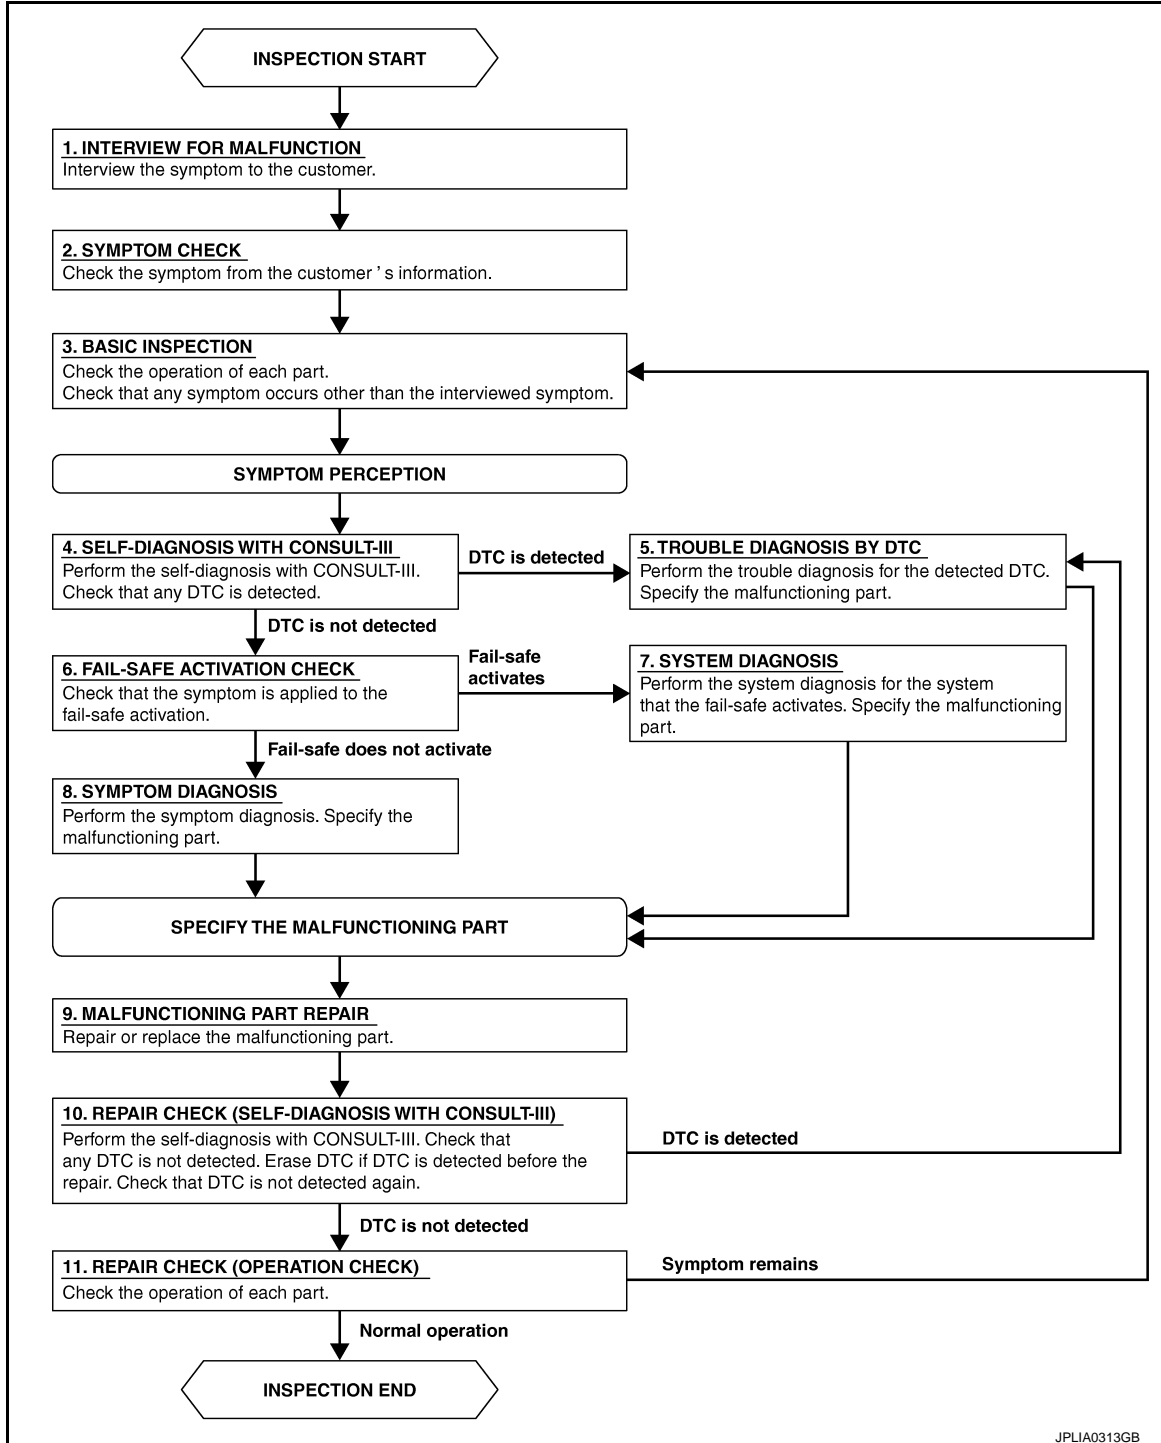 INSPECTION START
1. INTERVIEW FOR MALFUNCTION
Interview the symptom to the customer.
2. SYMPTOM CHECK
Check the symptom from the customer ’ s information.
3. BASIC INSPECTION
Check the operation of each part.
Check that any symptom occurs other than the interviewed symptom.
SYMPTOM PERCEPTION
4. SELF-DIAGNOSIS WITH CONSULT-III
Perform the self-diagnosis with CONSULT-III.
Check that any DTC is detected.
DTC is detected
5. TROUBLE DIAGNOSIS BY DTC
Perform the trouble diagnosis for the detected DTC.
Specify the malfunctioning part.
DTC is not detected
6. FAIL-SAFE ACTIVATION CHECK
Check that the symptom is applied to the
fail-safe activation.
Fail-safe
activates
7. SYSTEM DIAGNOSIS
Perform the system diagnosis for the system
that the fail-safe activates. Specify the malfunctioning
part.
Fail-safe does not activate
8. SYMPTOM DIAGNOSIS
Perform the symptom diagnosis. Specify the
malfunctioning part.
SPECIFY THE MALFUNCTIONING PART
9. MALFUNCTIONING PART REPAIR
Repair or replace the malfunctioning part.
10. REPAIR CHECK (SELF-DIAGNOSIS WITH CONSULT-III)
Perform the self-diagnosis with CONSULT-III. Check that
any DTC is not detected. Erase DTC if DTC is detected before the
repair. Check that DTC is not detected again.
DTC is detected
DTC is not detected
11. REPAIR CHECK (OPERATION CHECK)
Check the operation of each part.
Symptom remains
Normal operation
INSPECTION END
JPLIA0313GB